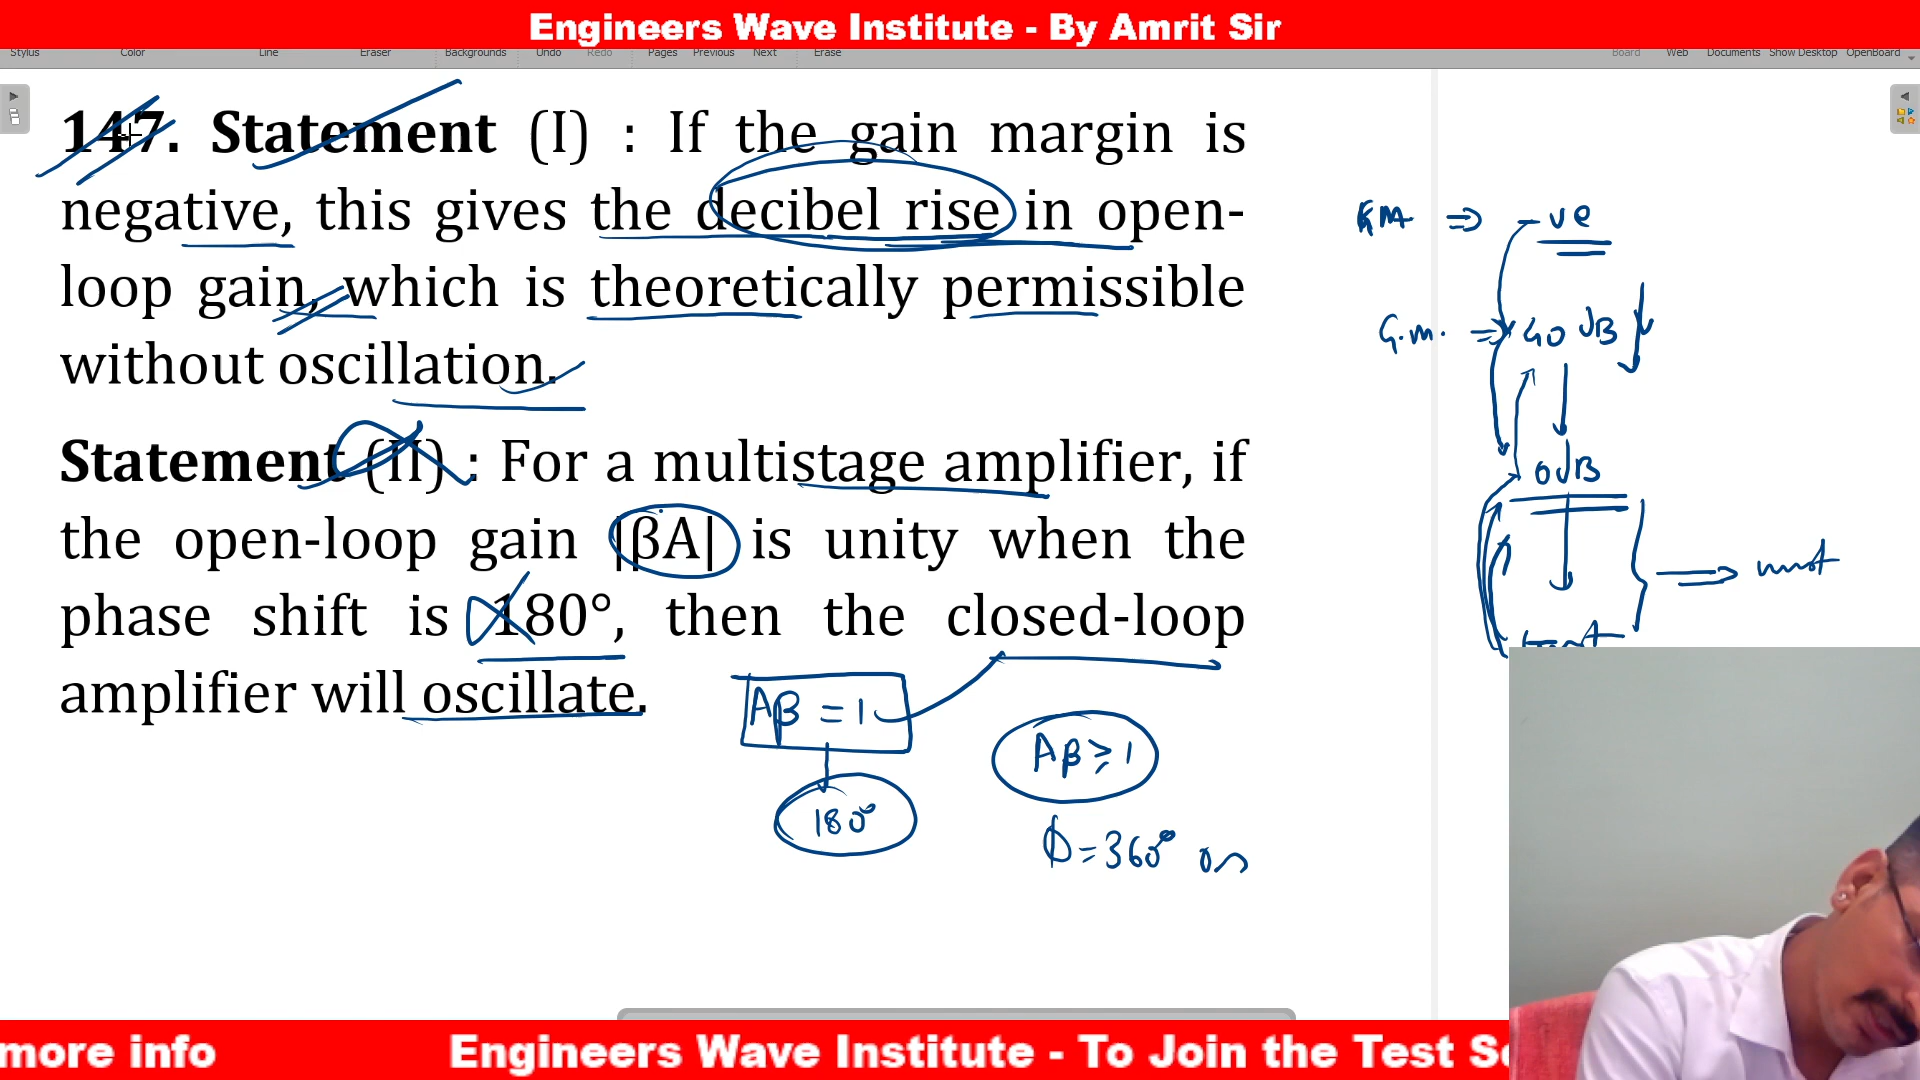 Engineers Wave Institute - By Amrit Sir
Stylus Color Line Eraser Backgrounds Undo Redo Pages Previous Next Erase Board Web Documents Show Desktop OpenBoard
147. Statement (I) : If the gain margin is
negative, this gives the decibel rise in open-
loop gain, which is theoretically permissible
without oscillation.
Statement (II) : For a multistage amplifier, if
the open-loop gain |βA| is unity when the
phase shift is 180°, then the closed-loop
amplifier will oscillate.
Aβ = 1
180°
Aβ ≥ 1
ϕ = 360° or
GM ⇒ -ve
G.m. ⇒ 40 dB
0 dB
more info Engineers Wave Institute - To Join the Test Se